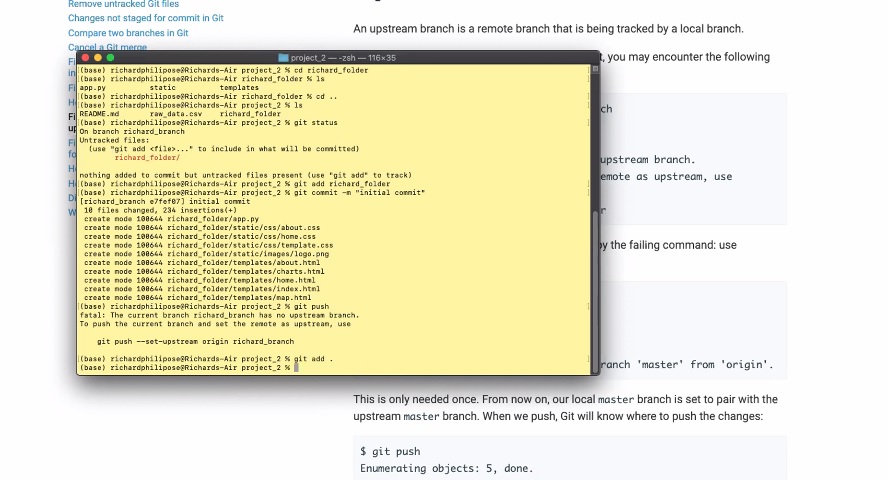 Remove untracked Git files
Changes not staged for commit in Git
Compare two branches in Git
Cancel a Git merge
An upstream branch is a remote branch that is being tracked by a local branch.
t, you may encounter the following
project_2 — -zsh — 116×35
(base) richardphilipose@Richards-Air project_2 % cd richard_folder
(base) richardphilipose@Richards-Air richard_folder % ls
app.py static templates
(base) richardphilipose@Richards-Air richard_folder % cd ..
(base) richardphilipose@Richards-Air project_2 % ls
README.md raw_data.csv richard_folder
(base) richardphilipose@Richards-Air project_2 % git status
On branch richard_branch
Untracked files:
(use "git add <file>..." to include in what will be committed)
richard_folder/
nothing added to commit but untracked files present (use "git add" to track)
(base) richardphilipose@Richards-Air project_2 % git add richard_folder
(base) richardphilipose@Richards-Air project_2 % git commit -m "initial commit"
[richard_branch e7fef07] initial commit
10 files changed, 234 insertions(+)
create mode 100644 richard_folder/app.py
create mode 100644 richard_folder/static/css/about.css
create mode 100644 richard_folder/static/css/home.css
create mode 100644 richard_folder/static/css/template.css
create mode 100644 richard_folder/static/images/logo.png
create mode 100644 richard_folder/templates/about.html
create mode 100644 richard_folder/templates/charts.html
create mode 100644 richard_folder/templates/home.html
create mode 100644 richard_folder/templates/index.html
create mode 100644 richard_folder/templates/map.html
(base) richardphilipose@Richards-Air project_2 % git push
fatal: The current branch richard_branch has no upstream branch.
To push the current branch and set the remote as upstream, use
git push --set-upstream origin richard_branch
(base) richardphilipose@Richards-Air project_2 % git add .
(base) richardphilipose@Richards-Air project_2 %
ch
upstream branch.
emote as upstream, use
r
by the failing command: use
ranch 'master' from 'origin'.
This is only needed once. From now on, our local master branch is set to pair with the
upstream master branch. When we push, Git will know where to push the changes:
$ git push
Enumerating objects: 5, done.